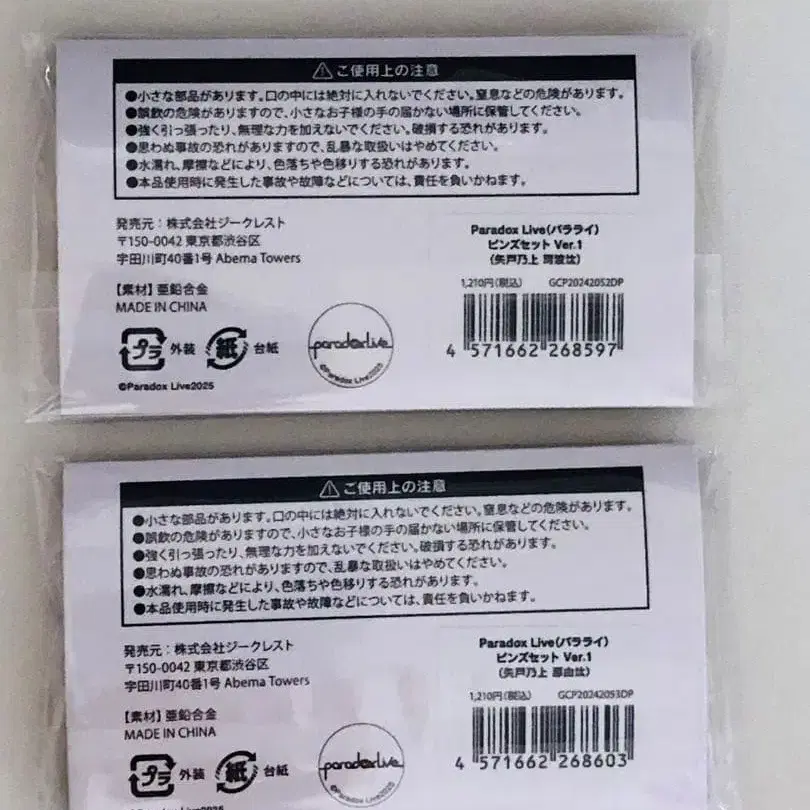 ⚠ご使用上の注意
●小さな部品があります。口の中には絶対に入れないでください。窒息などの危険があります。
●誤飲の危険がありますので、小さなお子様の手の届かない場所に保管してください。
●強く引っ張ったり、無理な力を加えないでください。破損する恐れがあります。
●思わぬ事故の恐れがありますので、乱暴な取扱いはやめてください。
●水濡れ、摩擦などにより、色落ちや色移りする恐れがあります。
●本品使用時に発生した事故や故障などについては、責任を負いかねます。
発売元：株式会社ジークレスト
〒150-0042 東京都渋谷区
宇田川町40番1号 Abema Towers
【素材】亜鉛合金
MADE IN CHINA
プラ 外装 紙 台紙
paradoxlive
©Paradox Live2025
©Paradox Live2025
Paradox Live(パラライ)
ピンズセット Ver.1
(矢戸乃上 珂波汰)
1,210円(税込) GCP20242052DP
4 571662 268597
⚠ご使用上の注意
●小さな部品があります。口の中には絶対に入れないでください。窒息などの危険があります。
●誤飲の危険がありますので、小さなお子様の手の届かない場所に保管してください。
●強く引っ張ったり、無理な力を加えないでください。破損する恐れがあります。
●思わぬ事故の恐れがありますので、乱暴な取扱いはやめてください。
●水濡れ、摩擦などにより、色落ちや色移りする恐れがあります。
●本品使用時に発生した事故や故障などについては、責任を負いかねます。
発売元：株式会社ジークレスト
〒150-0042 東京都渋谷区
宇田川町40番1号 Abema Towers
【素材】亜鉛合金
MADE IN CHINA
プラ 外装 紙 台紙
paradoxlive
©Paradox Live2025
©Paradox Live2025
Paradox Live(パラライ)
ピンズセット Ver.1
(矢戸乃上 那由汰)
1,210円(税込) GCP20242053DP
4 571662 268603